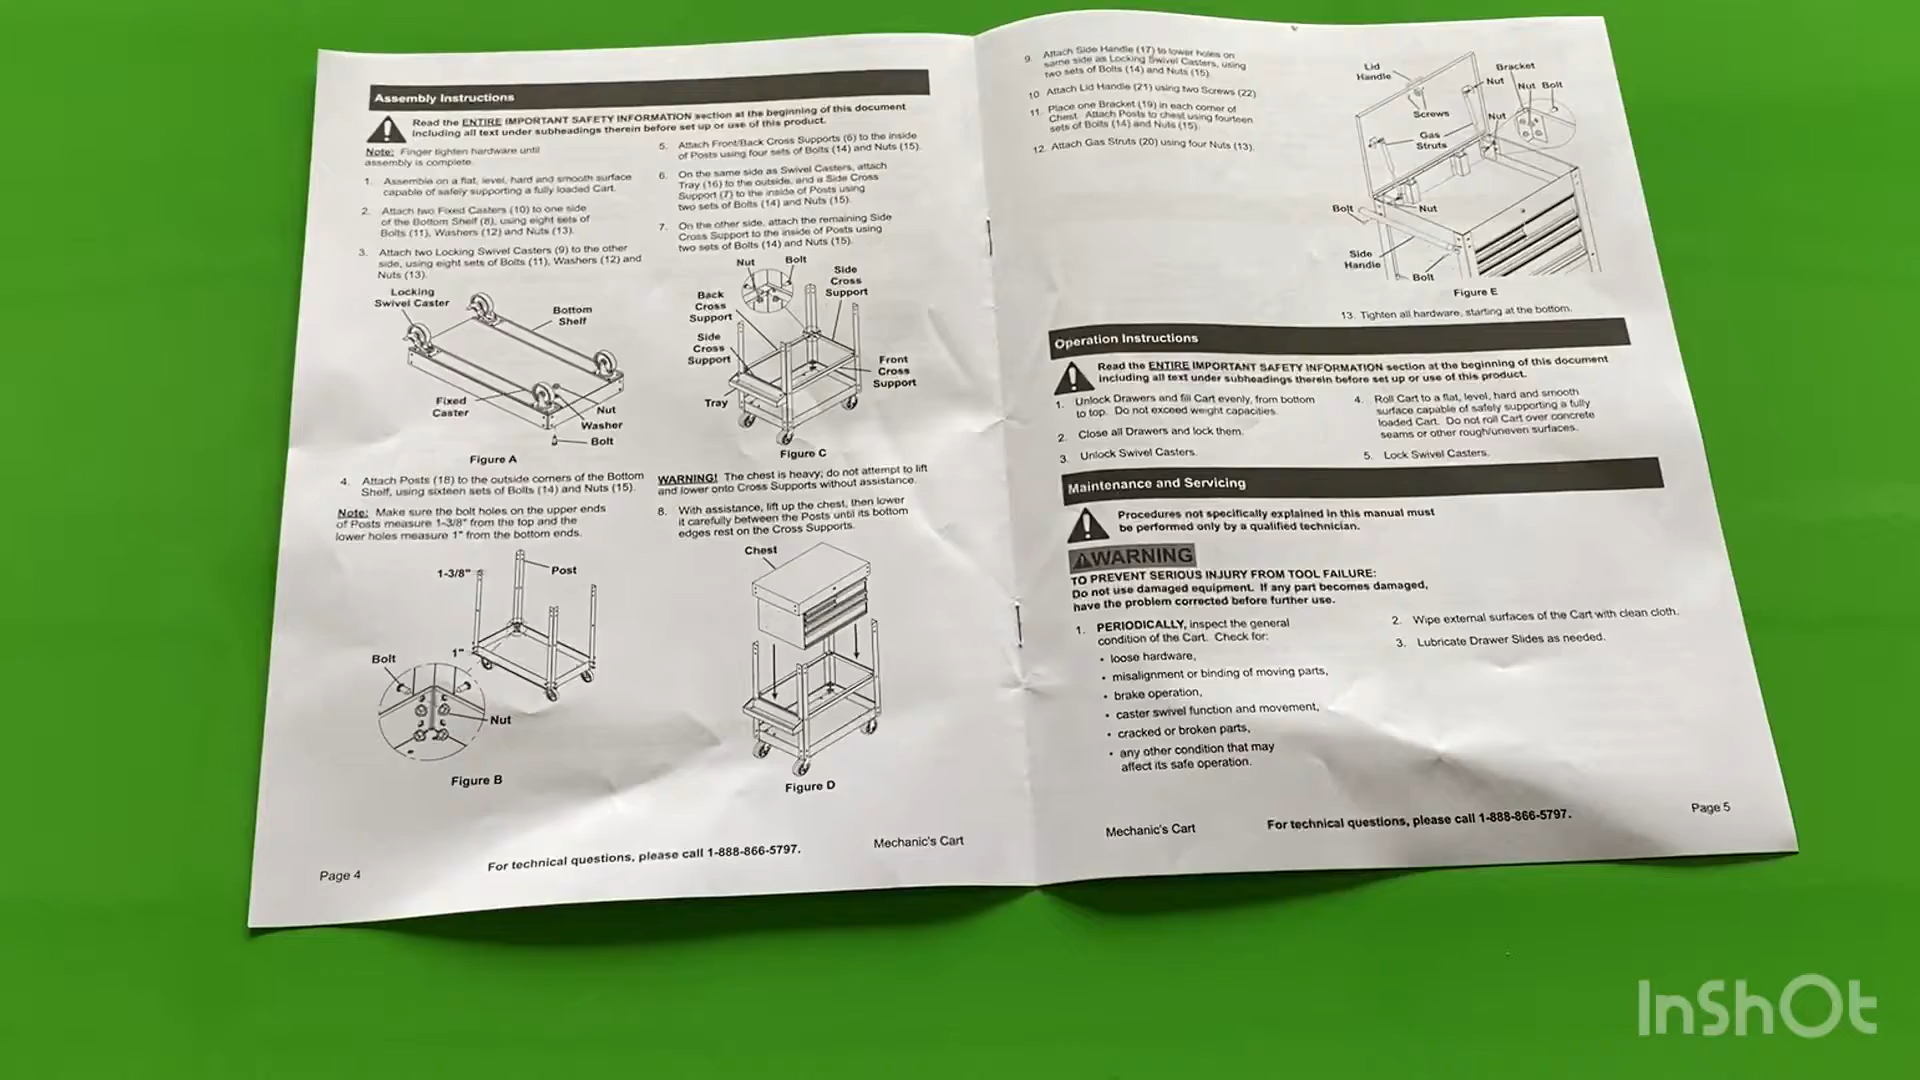 Assembly Instructions
Read the ENTIRE IMPORTANT SAFETY INFORMATION section at the beginning of this document
including all text under subheadings therein before set up or use of this product.
Note: Finger tighten hardware until
assembly is complete.
1. Assemble on a flat, level, hard and smooth surface
capable of safely supporting a fully loaded Cart.
2. Attach two Fixed Casters (10) to one side
of the Bottom Shelf (8), using eight sets of
Bolts (11), Washers (12) and Nuts (13).
3. Attach two Locking Swivel Casters (9) to the other
side, using eight sets of Bolts (11), Washers (12) and
Nuts (13).
Locking
Swivel Caster
Bottom
Shelf
Fixed
Caster
Nut
Washer
Bolt
Figure A
4. Attach Posts (18) to the outside corners of the Bottom
Shelf, using sixteen sets of Bolts (14) and Nuts (15).
Note: Make sure the bolt holes on the upper ends
of Posts measure 1-3/8" from the top and the
lower holes measure 1" from the bottom ends.
1-3/8"
Post
1"
Bolt
Nut
Figure B
5. Attach Front/Back Cross Supports (6) to the inside
of Posts using four sets of Bolts (14) and Nuts (15).
6. On the same side as Swivel Casters, attach
Tray (16) to the outside, and a Side Cross
Support (7) to the inside of Posts using
two sets of Bolts (14) and Nuts (15).
7. On the other side, attach the remaining Side
Cross Support to the inside of Posts using
two sets of Bolts (14) and Nuts (15).
Nut
Bolt
Side
Cross
Support
Back
Cross
Support
Side
Cross
Support
Front
Cross
Support
Tray
Figure C
WARNING! The chest is heavy; do not attempt to lift
and lower onto Cross Supports without assistance.
8. With assistance, lift up the chest, then lower
it carefully between the Posts until its bottom
edges rest on the Cross Supports.
Chest
Figure D
Page 4
For technical questions, please call 1-888-866-5797.
Mechanic's Cart
9. Attach Side Handle (17) to lower holes on
same side as Locking Swivel Casters, using
two sets of Bolts (14) and Nuts (15).
10 Attach Lid Handle (21) using two Screws (22)
11. Place one Bracket (19) in each corner of
Chest. Attach Posts to chest using fourteen
sets of Bolts (14) and Nuts (15).
12. Attach Gas Struts (20) using four Nuts (13).
Lid
Handle
Bracket
Nut
Nut Bolt
Screws
Nut
Gas
Struts
Bolt
Nut
Side
Handle
Bolt
Figure E
13. Tighten all hardware, starting at the bottom.
Operation Instructions
Read the ENTIRE IMPORTANT SAFETY INFORMATION section at the beginning of this document
including all text under subheadings therein before set up or use of this product.
1. Unlock Drawers and fill Cart evenly, from bottom
to top. Do not exceed weight capacities.
2. Close all Drawers and lock them.
3. Unlock Swivel Casters.
4. Roll Cart to a flat, level, hard and smooth
surface capable of safely supporting a fully
loaded Cart. Do not roll Cart over concrete
seams or other rough/uneven surfaces.
5. Lock Swivel Casters.
Maintenance and Servicing
Procedures not specifically explained in this manual must
be performed only by a qualified technician.
WARNING
TO PREVENT SERIOUS INJURY FROM TOOL FAILURE:
Do not use damaged equipment. If any part becomes damaged,
have the problem corrected before further use.
1. PERIODICALLY, inspect the general
condition of the Cart. Check for:
• loose hardware,
• misalignment or binding of moving parts,
• brake operation,
• caster swivel function and movement,
• cracked or broken parts,
• any other condition that may
affect its safe operation.
2. Wipe external surfaces of the Cart with clean cloth.
3. Lubricate Drawer Slides as needed.
Mechanic's Cart
For technical questions, please call 1-888-866-5797.
Page 5
InShOt